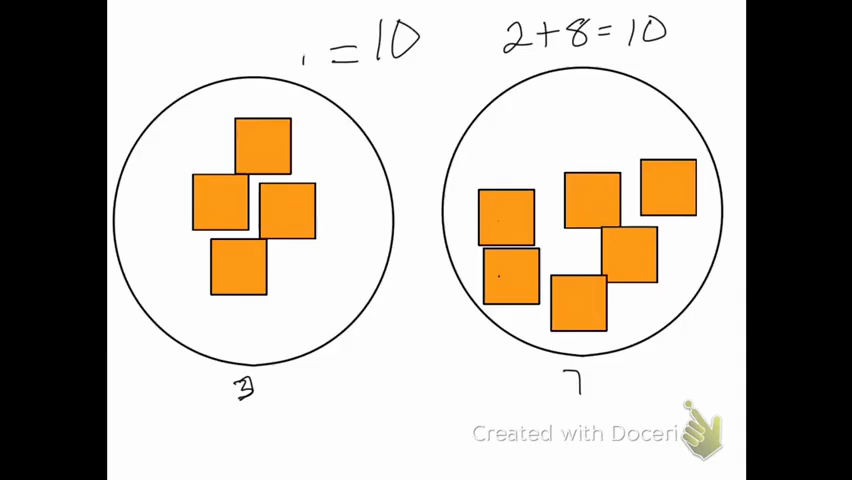 = 10
2 + 8 = 10
3
7
Created with Doceri